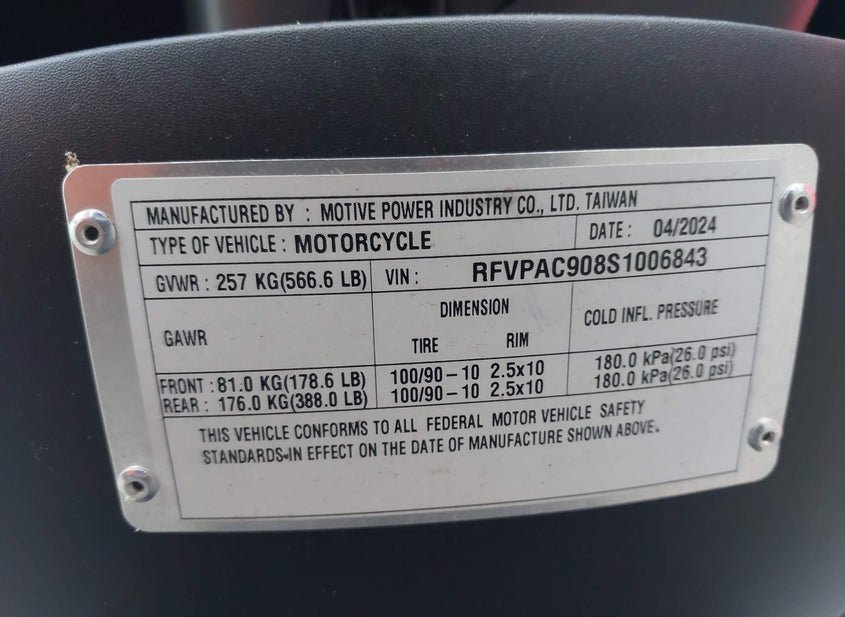 MANUFACTURED BY : MOTIVE POWER INDUSTRY CO., LTD. TAIWAN
TYPE OF VEHICLE : MOTORCYCLE DATE : 04/2024
GVWR : 257 KG(566.6 LB) VIN : RFVPAC908S1006843
GAWR DIMENSION COLD INFL. PRESSURE
TIRE RIM
FRONT : 81.0 KG(178.6 LB) 100/90-10 2.5x10 180.0 kPa(26.0 psi)
REAR : 176.0 KG(388.0 LB) 100/90-10 2.5x10 180.0 kPa(26.0 psi)
THIS VEHICLE CONFORMS TO ALL FEDERAL MOTOR VEHICLE SAFETY
STANDARDS IN EFFECT ON THE DATE OF MANUFACTURE SHOWN ABOVE.